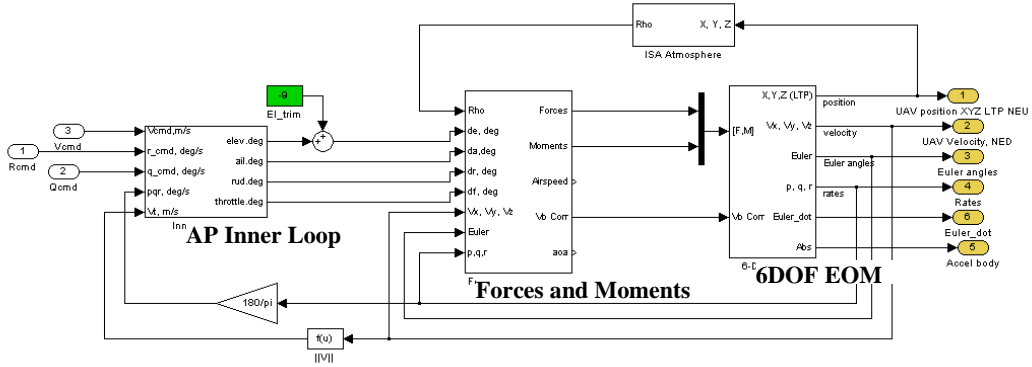 Rho
X, Y, Z
ISA Atmosphere
-9
El_trim
3
Vcmd
1
Rcmd
2
Qcmd
Vcmd,m/s
r_cmd, deg/s
q_cmd, deg/s
pqr, deg/s
Vt, m/s
elev.deg
ail.deg
rud.deg
throttle.deg
Inn
AP Inner Loop
+
+
Rho
de, deg
da,deg
dr, deg
df, deg
Vx, Vy, Vz
Euler
p,q,r
Forces
Moments
Airspeed
Vb Corr
aoa
F
Forces and Moments
[F,M]
Vb Corr
X,Y,Z (LTP)
Vx, Vy, Vz
Euler
p, q, r
Euler_dot
Abs
6-D
6DOF EOM
position
velocity
Euler angles
rates
1
UAV position XYZ LTP NEU
2
UAV Velocity, NED
3
Euler angles
4
Rates
6
Euler_dot
5
Accel body
180/pi
f(u)
||V||